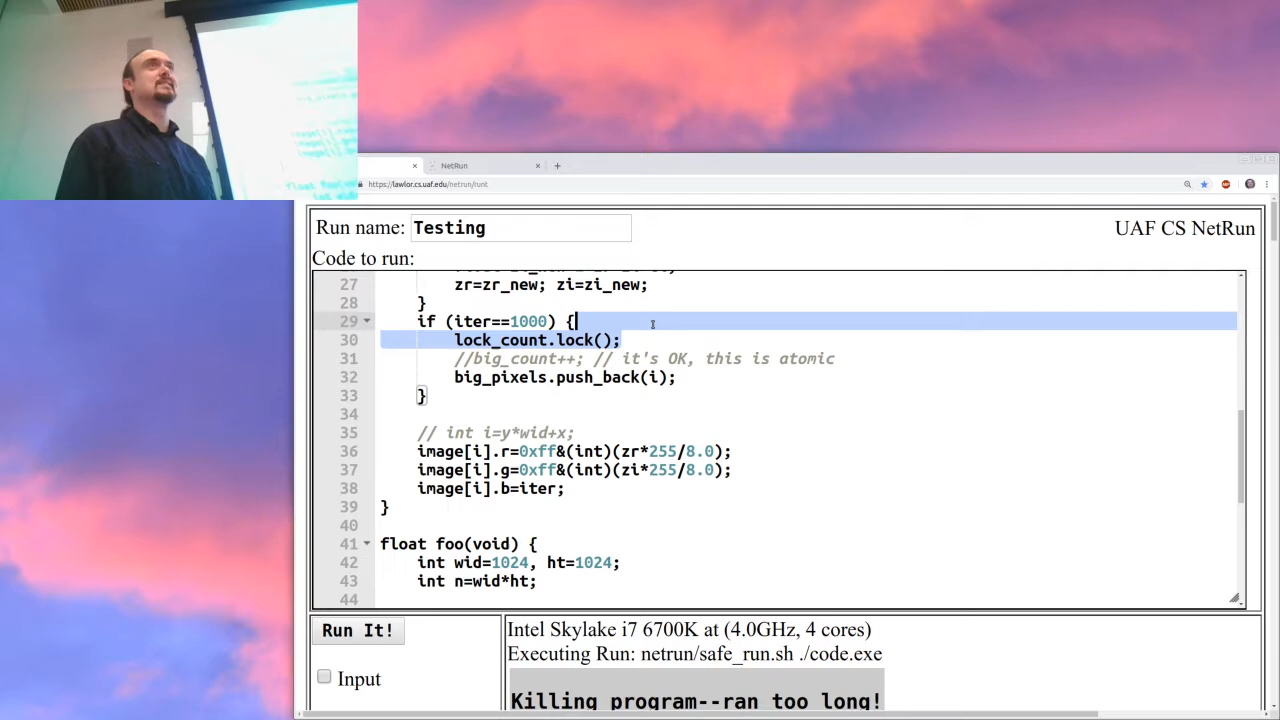 NetRun
https://lawlor.cs.uaf.edu/netrun/runt
Run name: Testing
UAF CS NetRun
Code to run:
27 zr=zr_new; zi=zi_new;
28 }
29 if (iter==1000) {
30 lock_count.lock();
31 //big_count++; // it's OK, this is atomic
32 big_pixels.push_back(i);
33 }
34
35 // int i=y*wid+x;
36 image[i].r=0xff&(int)(zr*255/8.0);
37 image[i].g=0xff&(int)(zi*255/8.0);
38 image[i].b=iter;
39 }
40
41 float foo(void) {
42 int wid=1024, ht=1024;
43 int n=wid*ht;
44
Run It!
Input
Intel Skylake i7 6700K at (4.0GHz, 4 cores)
Executing Run: netrun/safe_run.sh ./code.exe
Killing program--ran too long!